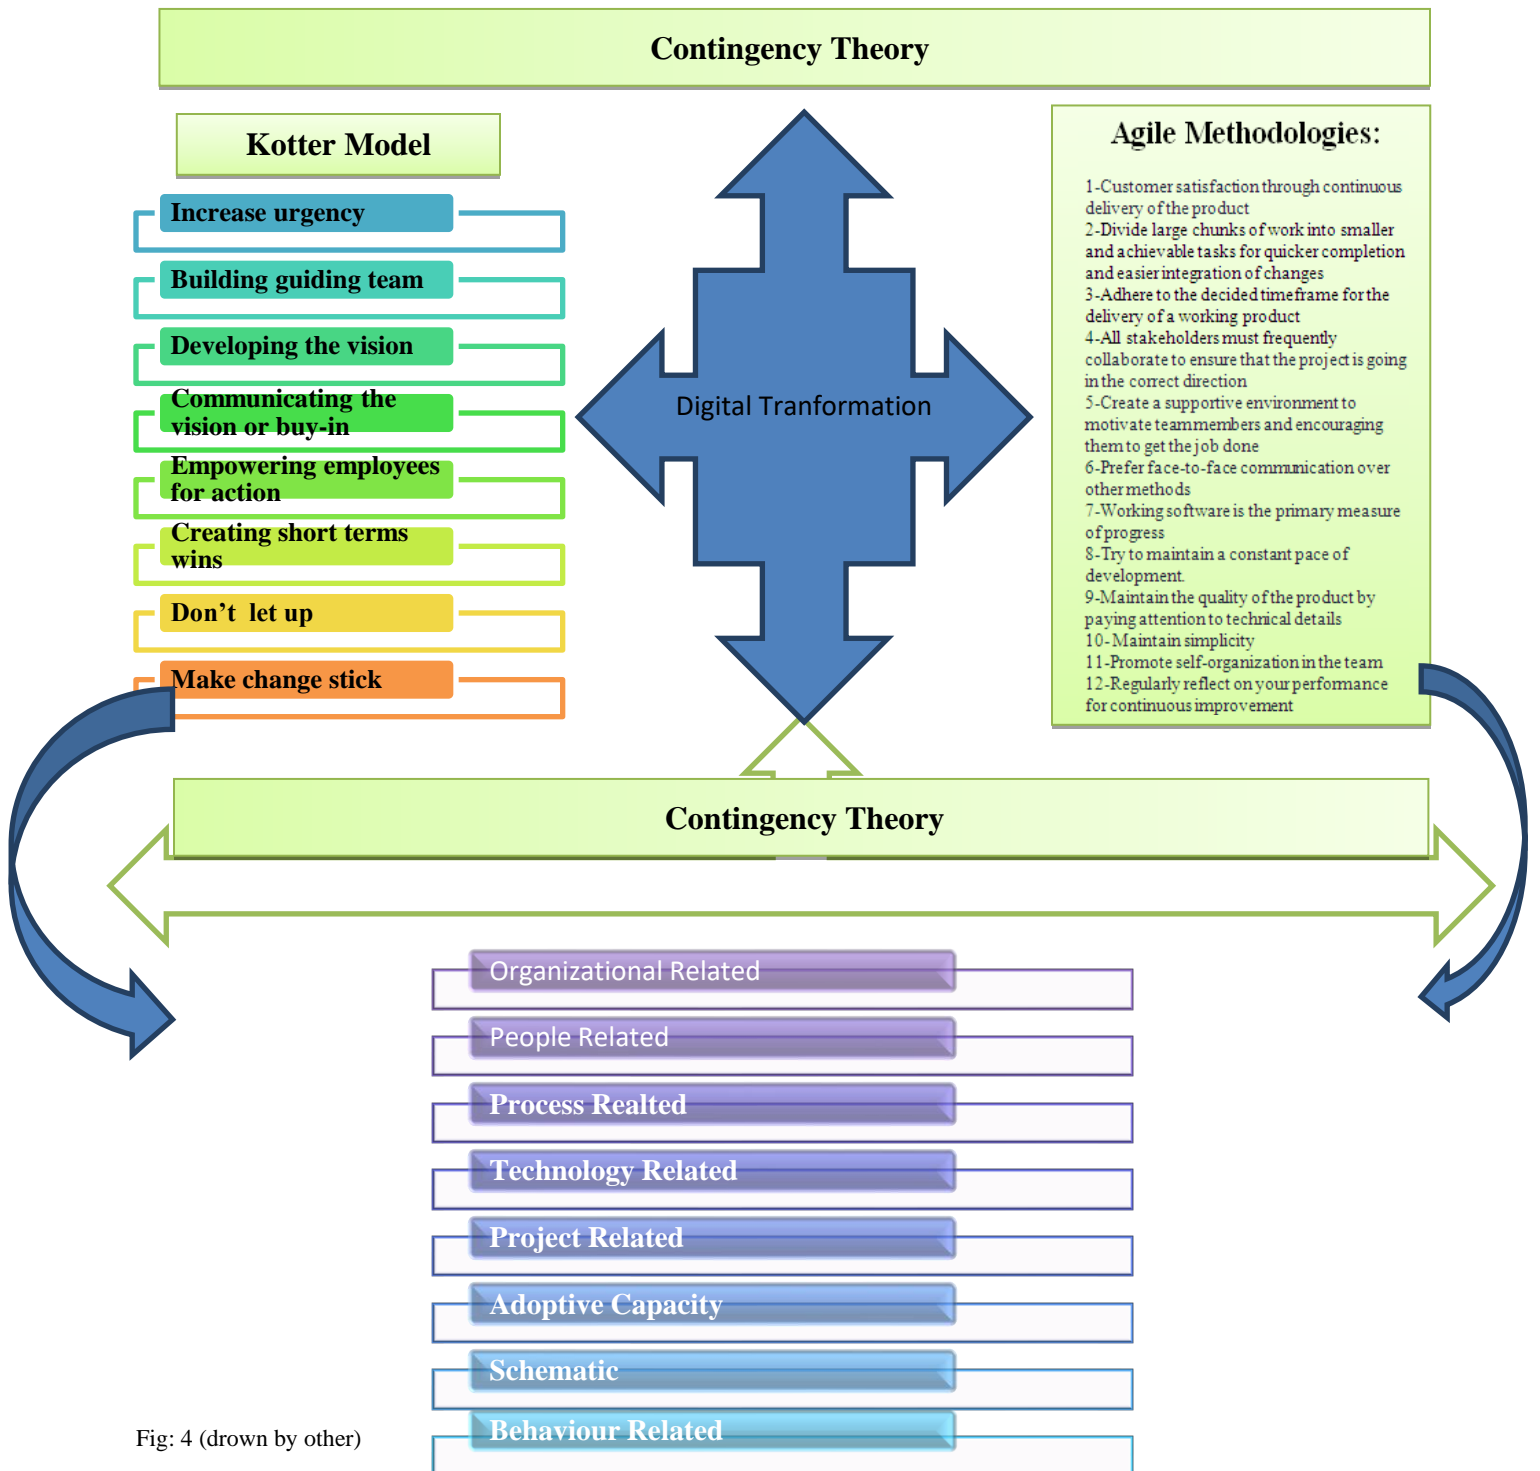 Contingency Theory
Kotter Model
Increase urgency
Building guiding team
Developing the vision
Communicating the
vision or buy-in
Empowering employees
for action
Creating short terms
wins
Don’t let up
Make change stick
Digital Tranformation
Agile Methodologies:
1-Customer satisfaction through continuous
delivery of the product
2-Divide large chunks of work into smaller
and achievable tasks for quicker completion
and easier integration of changes
3-Adhere to the decided timeframe for the
delivery of a working product
4-All stakeholders must frequently
collaborate to ensure that the project is going
in the correct direction
5-Create a supportive environment to
motivate team members and encouraging
them to get the job done
6-Prefer face-to-face communication over
other methods
7-Working software is the primary measure
of progress
8-Try to maintain a constant pace of
development.
9-Maintain the quality of the product by
paying attention to technical details
10- Maintain simplicity
11-Promote self-organization in the team
12-Regularly reflect on your performance
for continuous improvement
Contingency Theory
Organizational Related
People Related
Process Realted
Technology Related
Project Related
Adoptive Capacity
Schematic
Behaviour Related
Fig: 4 (drown by other)